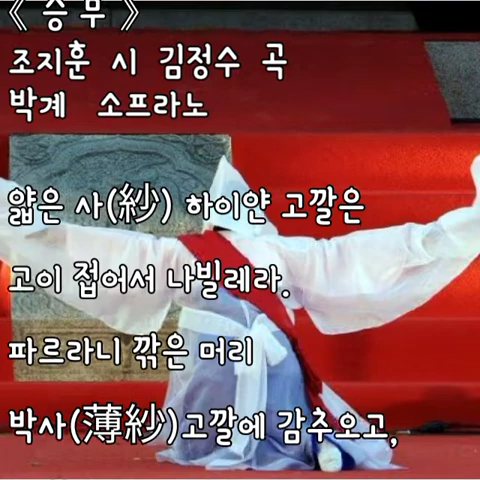 《 승 무 》
조지훈 시 김정수 곡
박계 소프라노
얇은 사(紗) 하이얀 고깔은
고이 접어서 나빌레라.
파르라니 깎은 머리
박사(薄紗)고깔에 감추오고,